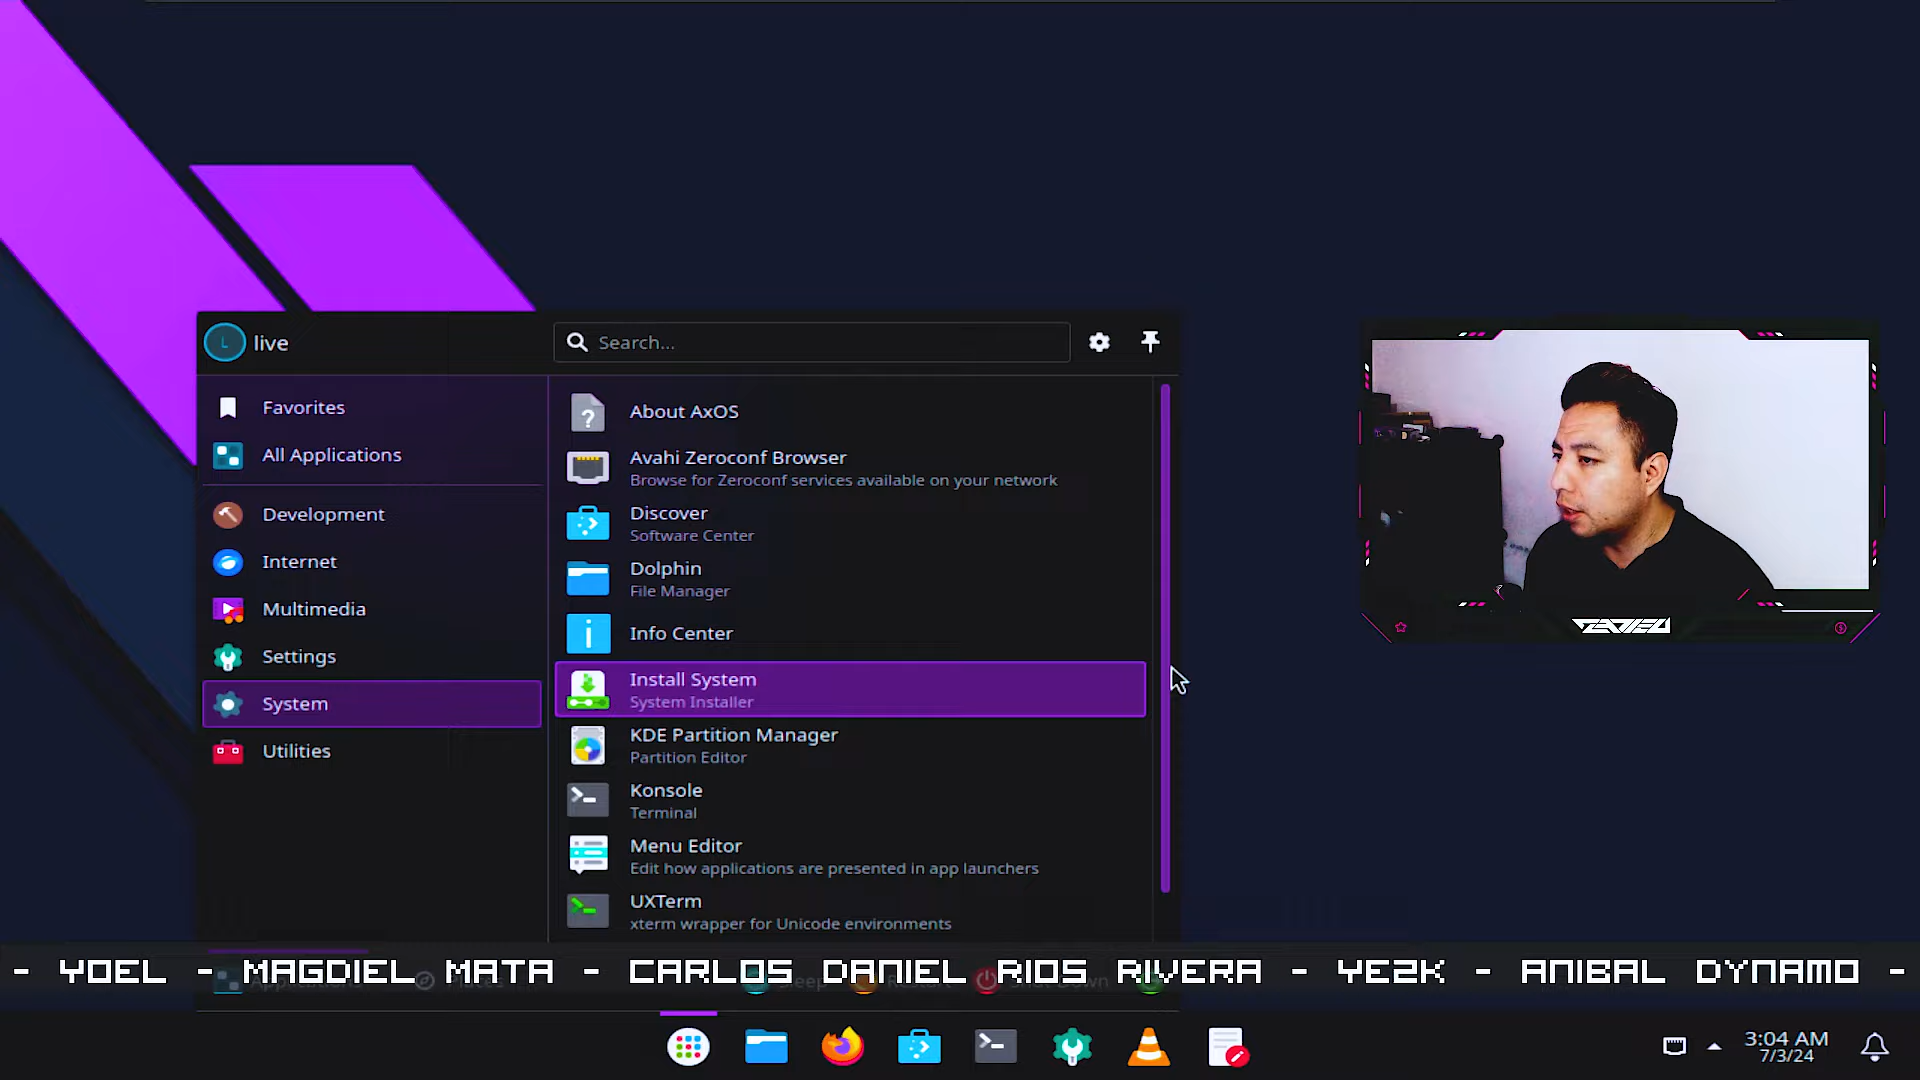 L live
Search...
Favorites
All Applications
Development
Internet
Multimedia
Settings
System
Utilities
About AxOS
Avahi Zeroconf Browser
Browse for Zeroconf services available on your network
Discover
Software Center
Dolphin
File Manager
Info Center
Install System
System Installer
KDE Partition Manager
Partition Editor
Konsole
Terminal
Menu Editor
Edit how applications are presented in app launchers
UXTerm
xterm wrapper for Unicode environments
- YOEL - MAGDIEL MATA - CARLOS DANIEL RIOS RIVERA - YE2K - ANIBAL DYNAMO -
3:04 AM
7/3/24